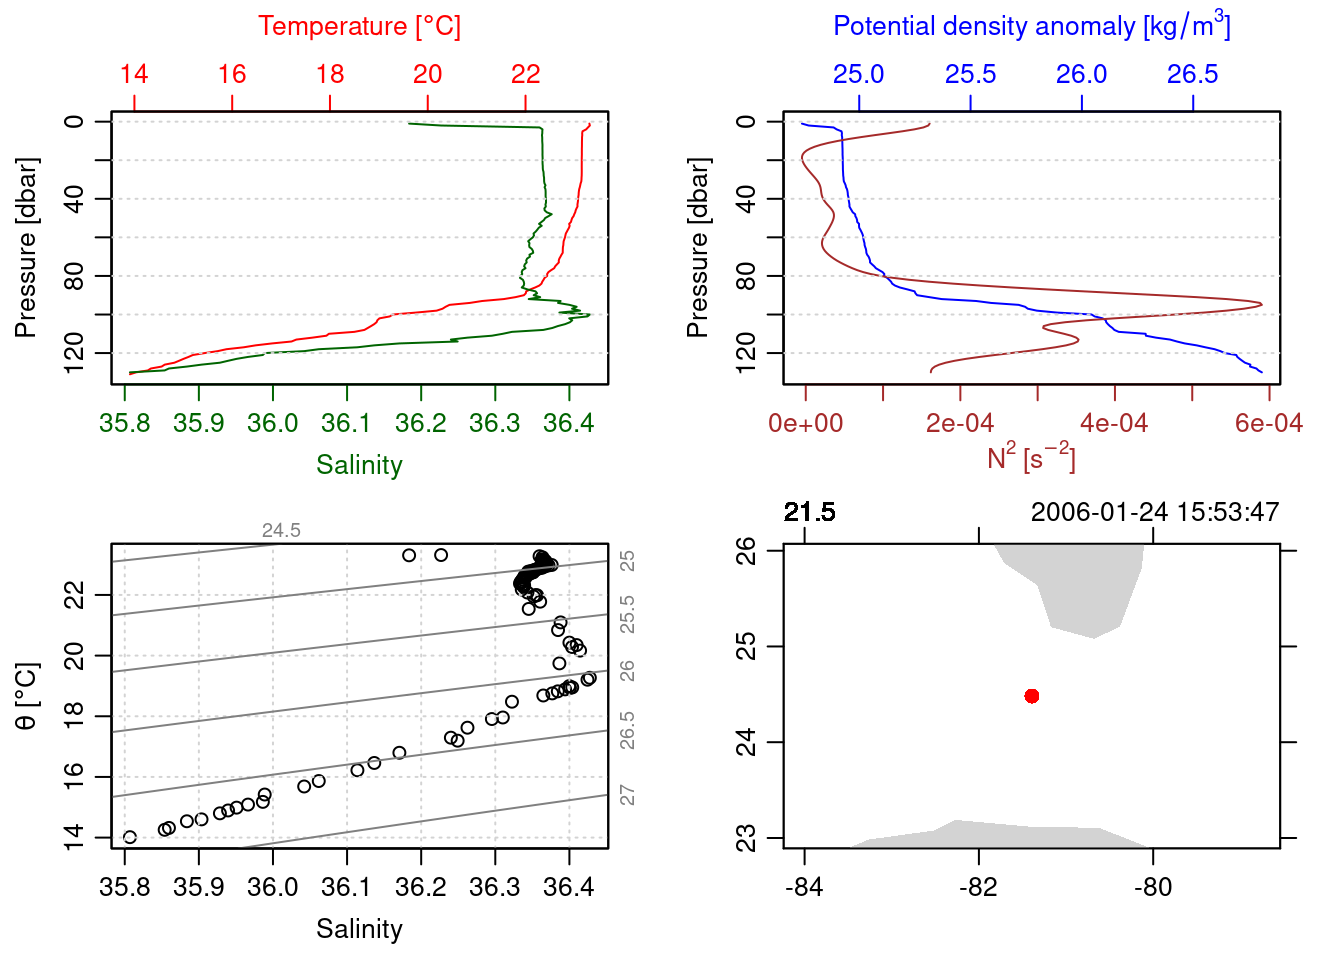 Temperature [°C]
14 16 18 20 22
Pressure [dbar]
0 40 80 120
35.8 35.9 36.0 36.1 36.2 36.3 36.4
Salinity
Potential density anomaly [kg/m³]
25.0 25.5 26.0 26.5
Pressure [dbar]
0 40 80 120
0e+00 2e-04 4e-04 6e-04
N² [s⁻²]
24.5
θ [°C]
22 20 18 16 14
25 25.5 26 26.5 27
35.8 35.9 36.0 36.1 36.2 36.3 36.4
Salinity
21.5 2006-01-24 15:53:47
26 25 24 23
-84 -82 -80